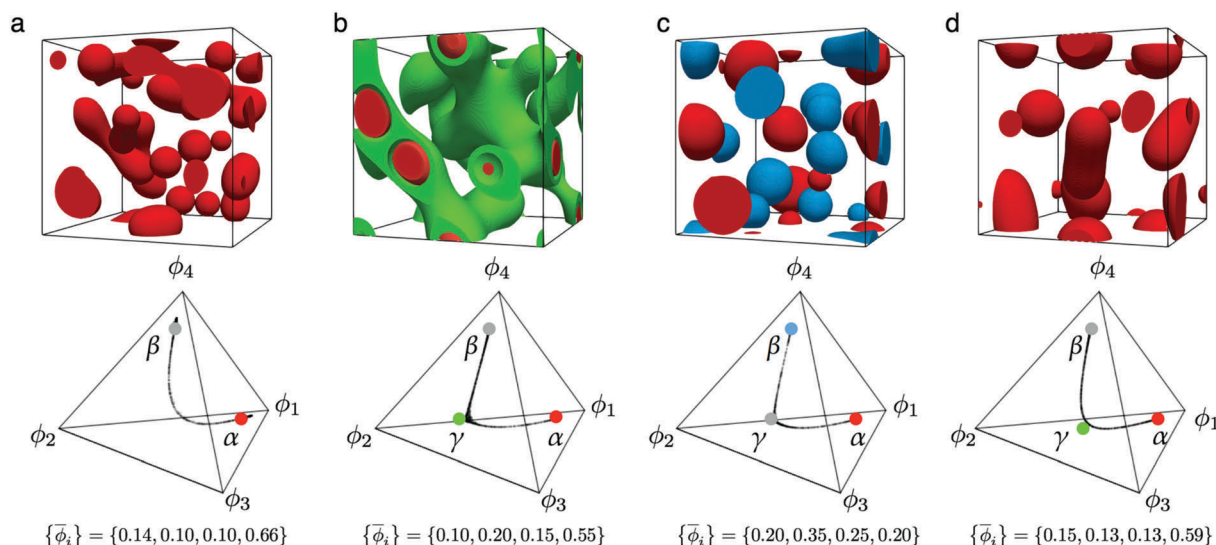 a b c d
ϕ₄ ϕ₄ ϕ₄ ϕ₄
β β β β
ϕ₁ ϕ₁ ϕ₁ ϕ₁
ϕ₂ α ϕ₂ γ α ϕ₂ γ α ϕ₂ γ α
ϕ₃ ϕ₃ ϕ₃ ϕ₃
{ϕ̅ᵢ} = {0.14, 0.10, 0.10, 0.66} {ϕ̅ᵢ} = {0.10, 0.20, 0.15, 0.55} {ϕ̅ᵢ} = {0.20, 0.35, 0.25, 0.20} {ϕ̅ᵢ} = {0.15, 0.13, 0.13, 0.59}